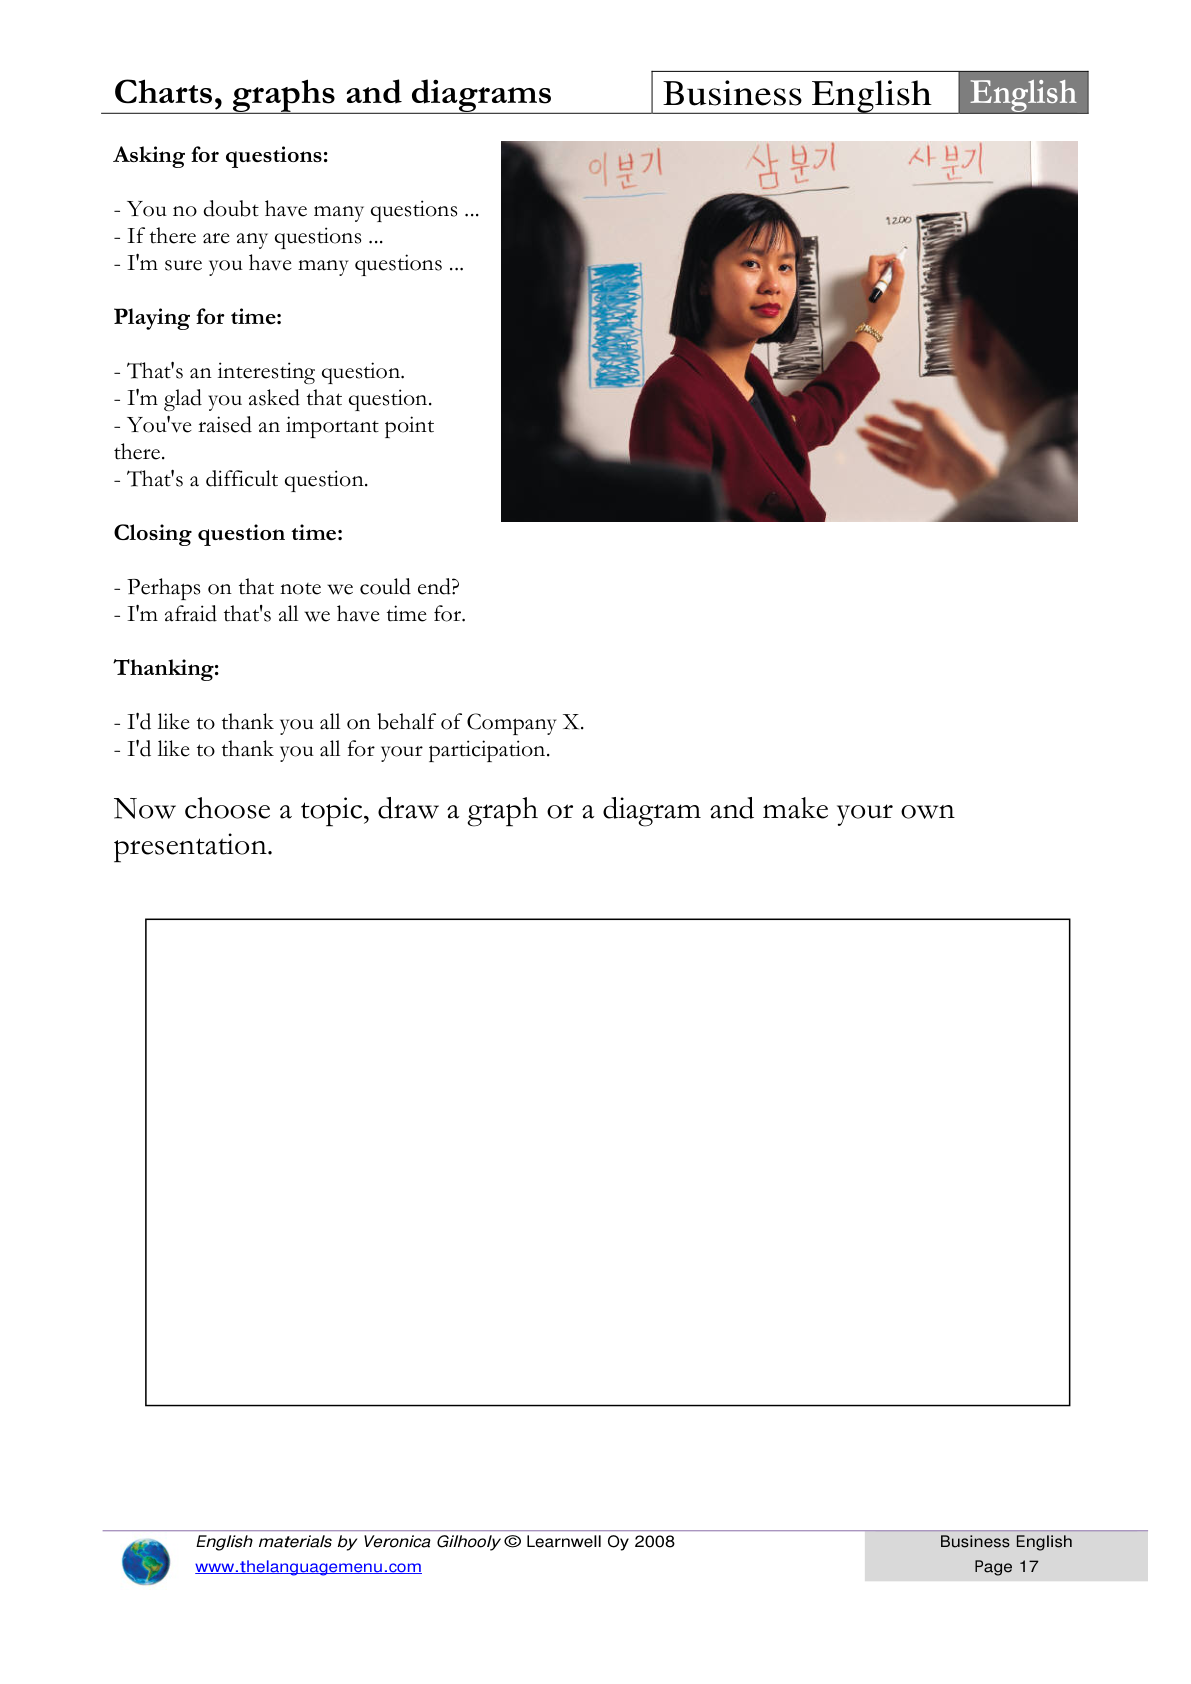 Charts, graphs and diagrams
Business English
English
Asking for questions:
- You no doubt have many questions ...
- If there are any questions ...
- I'm sure you have many questions ...
Playing for time:
- That's an interesting question.
- I'm glad you asked that question.
- You've raised an important point
there.
- That's a difficult question.
이분기 삼분기 사분기
1200
Closing question time:
- Perhaps on that note we could end?
- I'm afraid that's all we have time for.
Thanking:
- I'd like to thank you all on behalf of Company X.
- I'd like to thank you all for your participation.
Now choose a topic, draw a graph or a diagram and make your own
presentation.
English materials by Veronica Gilhooly © Learnwell Oy 2008
www.thelanguagemenu.com
Business English
Page 17